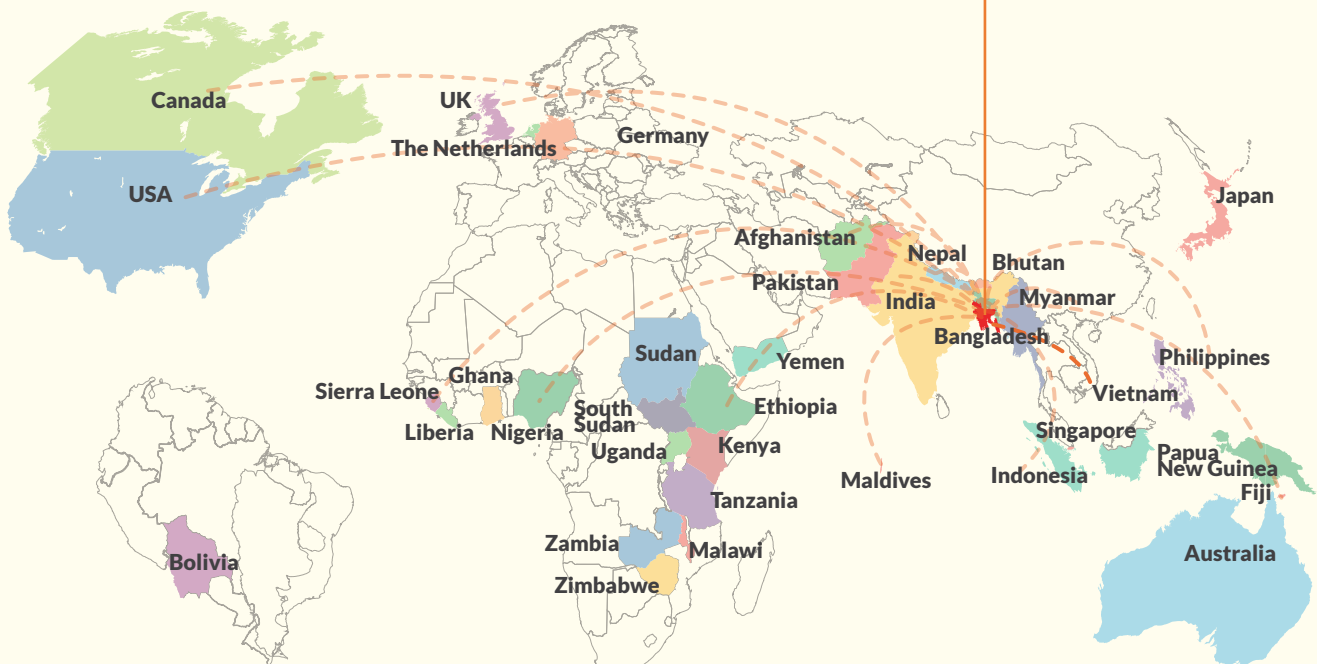 Canada
UK
Germany
The Netherlands
USA
Japan
Afghanistan
Nepal
Bhutan
Pakistan
India
Myanmar
Bangladesh
Sudan
Yemen
Philippines
Ghana
Sierra Leone
Vietnam
South
Sudan
Ethiopia
Liberia
Nigeria
Singapore
Uganda
Kenya
Papua
New Guinea
Indonesia
Maldives
Fiji
Tanzania
Zambia
Malawi
Australia
Bolivia
Zimbabwe